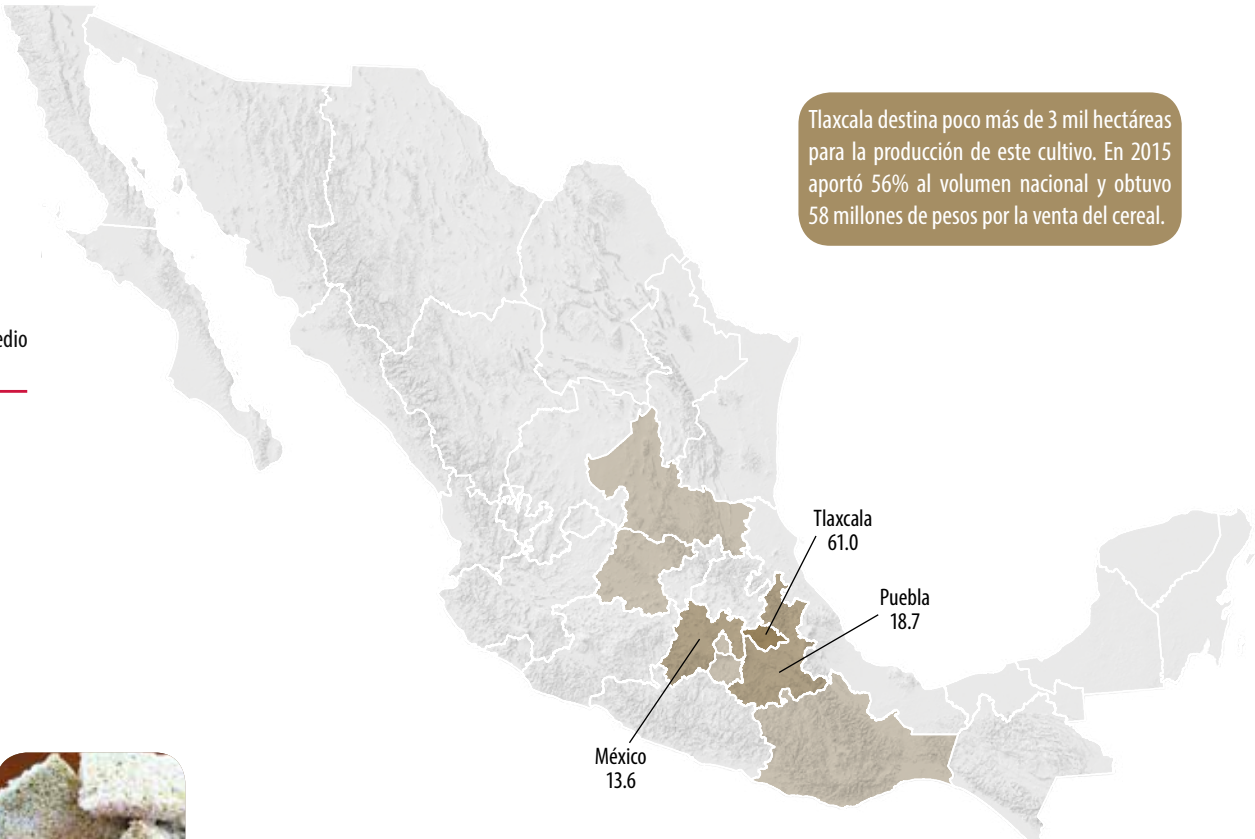 Tlaxcala destina poco más de 3 mil hectáreas
para la producción de este cultivo. En 2015
aportó 56% al volumen nacional y obtuvo
58 millones de pesos por la venta del cereal.
Tlaxcala
61.0
Puebla
18.7
México
13.6